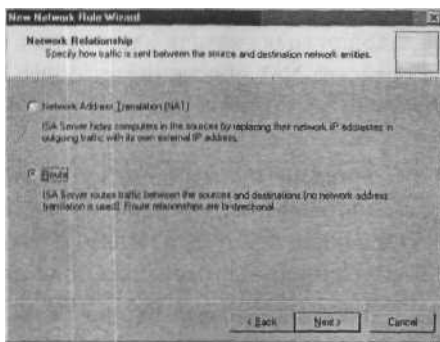 New Network Rule Wizard
Network Relationship
Specify how traffic is sent between the source and destination network entities.
Network Address Translation (NAT)
ISA Server hides computers in the sources by replacing their network IP addresses in
outgoing traffic with its own external IP address.
Route
ISA Server routes traffic between the sources and destinations (no network address
translation is used). Route relationships are bi-directional.
< Back
Next >
Cancel